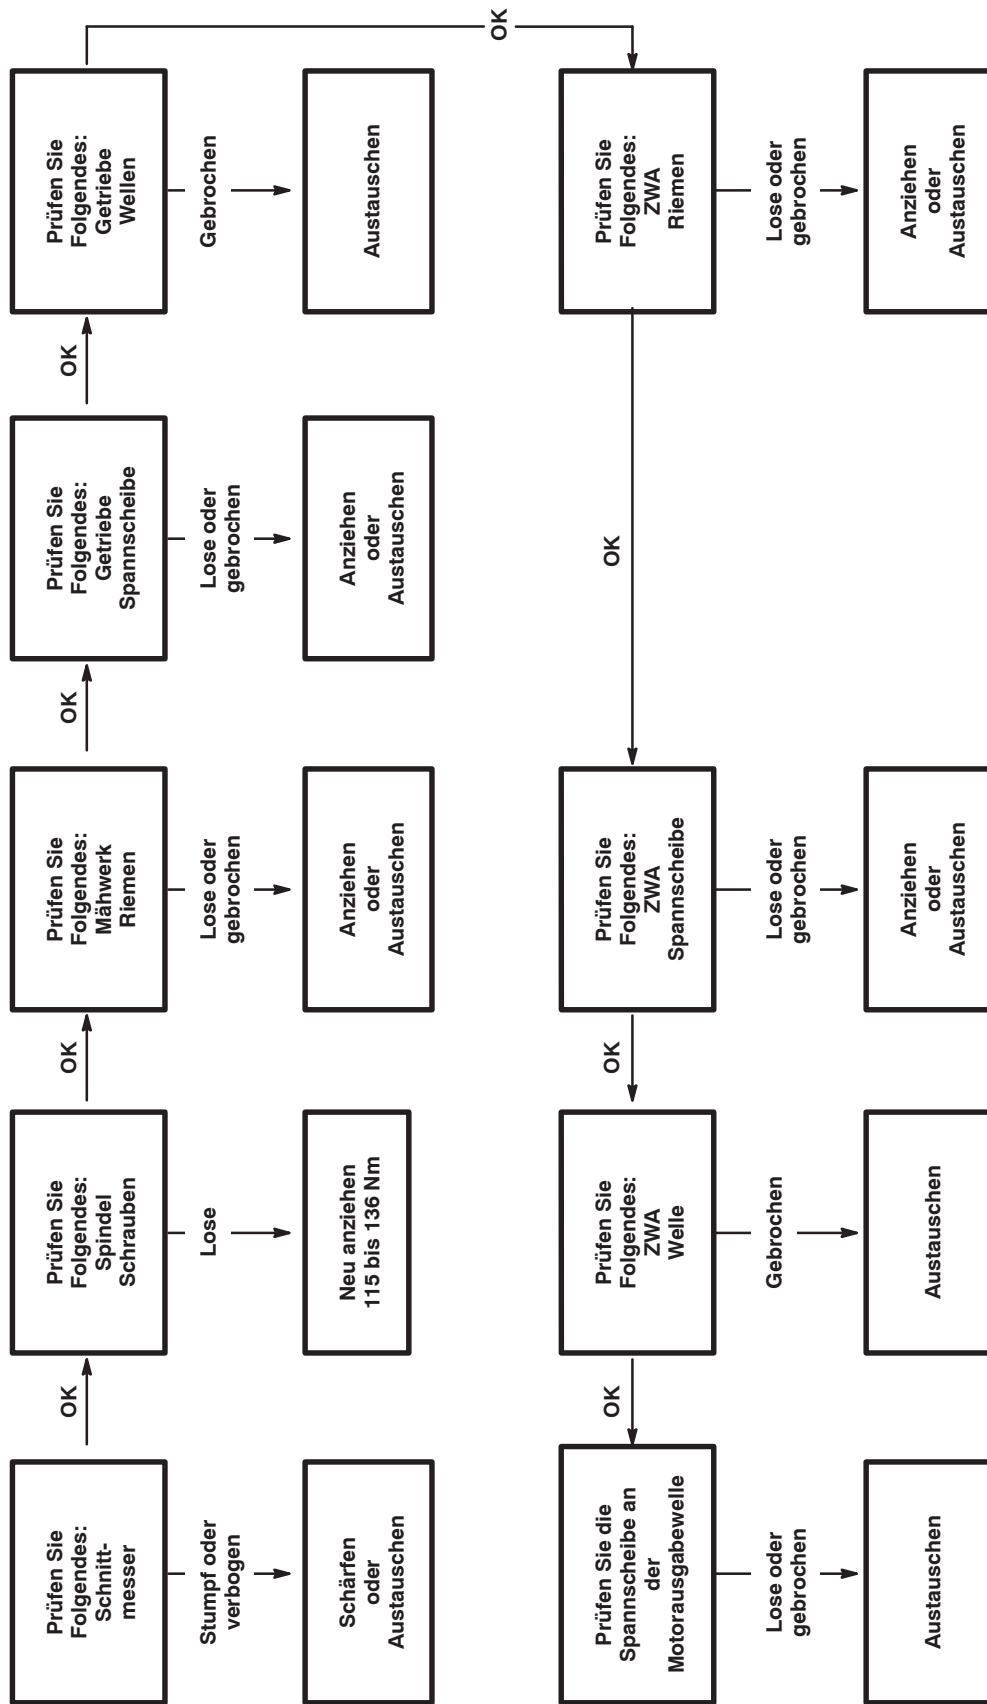 Prüfen Sie
Folgendes:
Schnitt-
messer
OK
Stumpf oder
verbogen
Schärfen
oder
Austauschen
Prüfen Sie
Folgendes:
Spindel
Schrauben
OK
Lose
Neu anziehen
115 bis 136 Nm
Prüfen Sie
Folgendes:
Mähwerk
Riemen
OK
Lose oder
gebrochen
Anziehen
oder
Austauschen
Prüfen Sie
Folgendes:
Getriebe
Spannscheibe
OK
Lose oder
gebrochen
Anziehen
oder
Austauschen
Prüfen Sie
Folgendes:
Getriebe
Wellen
Gebrochen
Austauschen
OK
Prüfen Sie
Folgendes:
ZWA
Riemen
Lose oder
gebrochen
Anziehen
oder
Austauschen
OK
Prüfen Sie
Folgendes:
ZWA
Spannscheibe
Lose oder
gebrochen
Anziehen
oder
Austauschen
OK
Prüfen Sie
Folgendes:
ZWA
Welle
Gebrochen
Austauschen
OK
Prüfen Sie die
Spannscheibe an
der
Motorausgabewelle
Lose oder
gebrochen
Austauschen